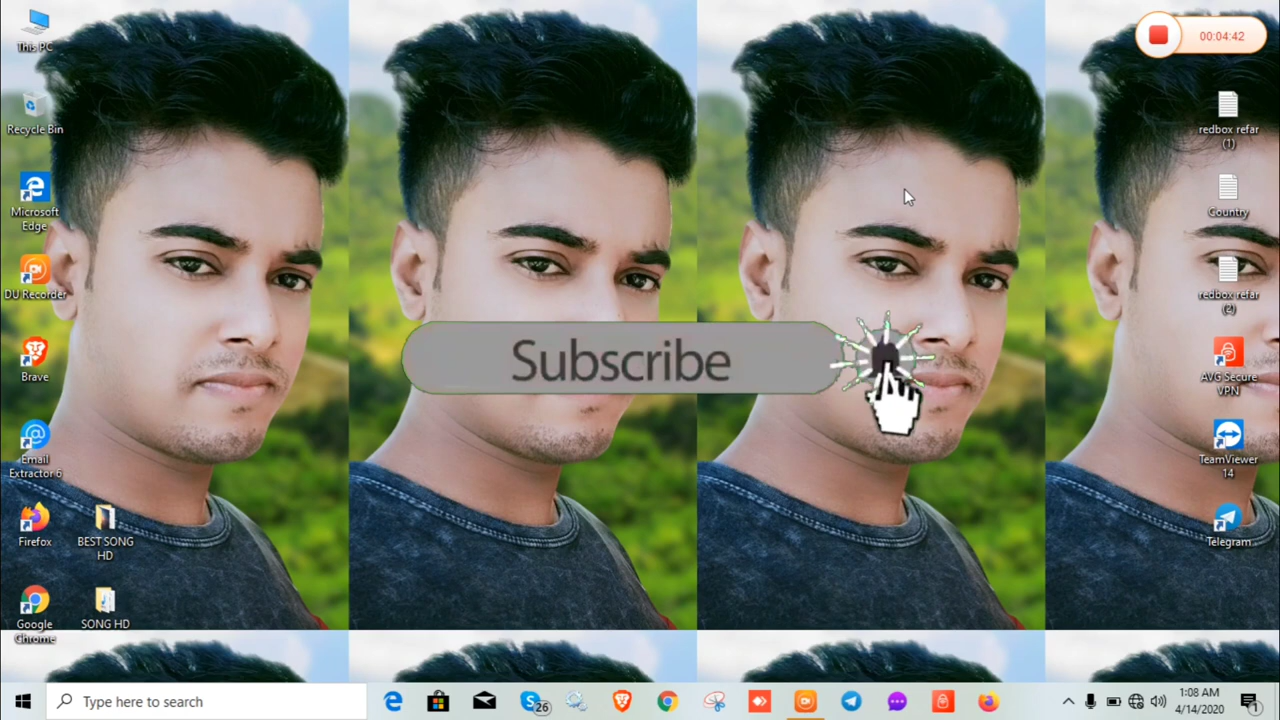 This PC
Recycle Bin
Microsoft
Edge
DU Recorder
Brave
Email
Extractor 6
Firefox
BEST SONG
HD
Google
Chrome
SONG HD
Subscribe
00:04:42
redbox refar
(1)
Country
redbox refar
(2)
AVG Secure
VPN
TeamViewer
14
Telegram
Type here to search
26
1:08 AM
4/14/2020
1